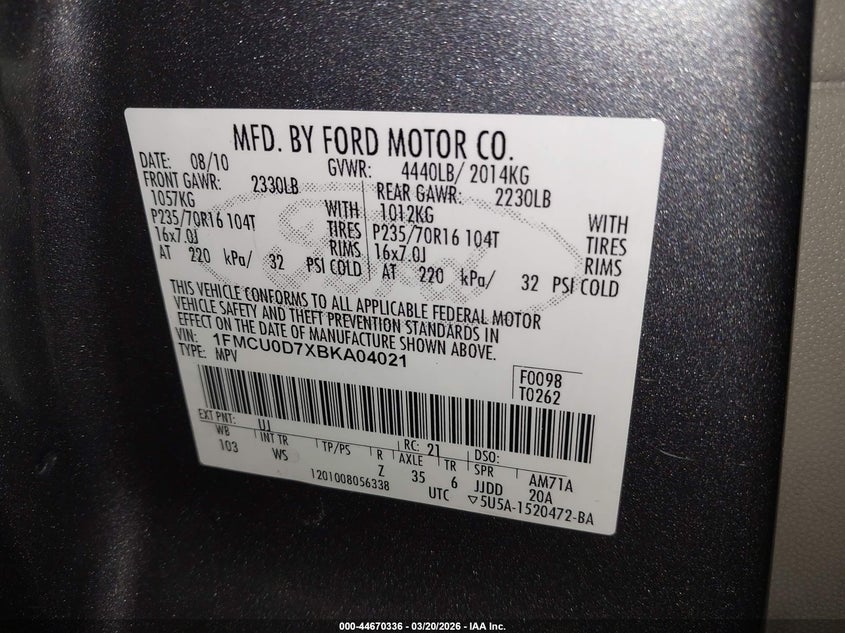 MFD. BY FORD MOTOR CO.
DATE: 08/10 GVWR: 4440LB/ 2014KG
FRONT GAWR: 2330LB REAR GAWR: 2230LB
1057KG WITH 1012KG WITH
P235/70R16 104T TIRES P235/70R16 104T TIRES
16x7.0J RIMS 16x7.0J RIMS
AT 220 kPa/ 32 PSI COLD AT 220 kPa/ 32 PSI COLD
THIS VEHICLE CONFORMS TO ALL APPLICABLE FEDERAL MOTOR
VEHICLE SAFETY AND THEFT PREVENTION STANDARDS IN
EFFECT ON THE DATE OF MANUFACTURE SHOWN ABOVE.
VIN: 1FMCU0D7XBKA04021
TYPE: MPV
F0098
T0262
EXT PNT: UJ RC: 21 DSO:
WB INT TR TP/PS R AXLE TR SPR AM71A
103 WS Z 35 6 JJDD 20A
1201008056338 UTC ▽5U5A-1520472-BA
Ford
000-44670336 - 03/20/2026 - IAA Inc.